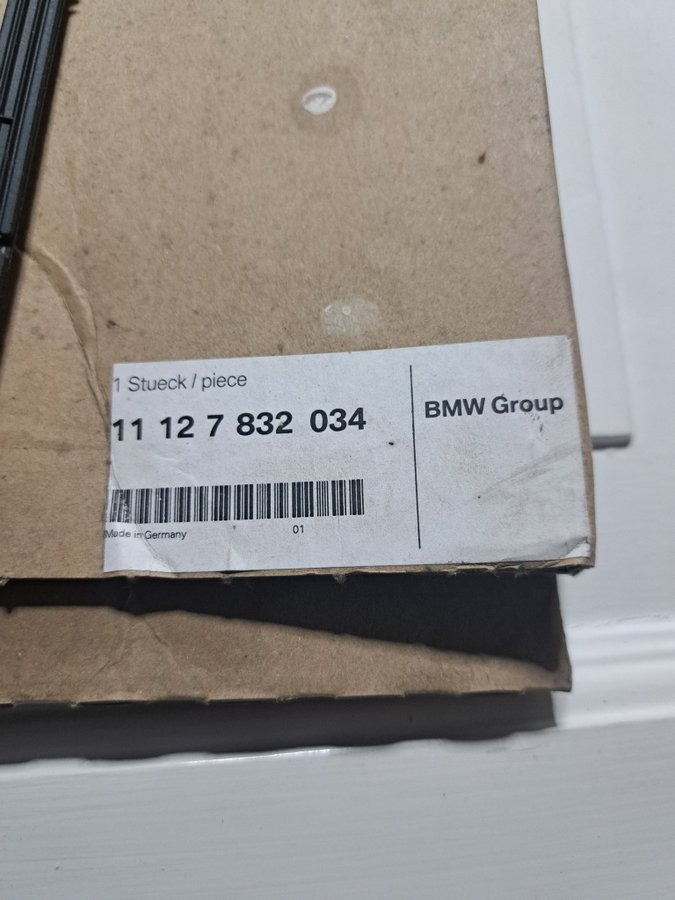 1 Stueck / piece
11 12 7 832 034
BMW Group
Made in Germany
01